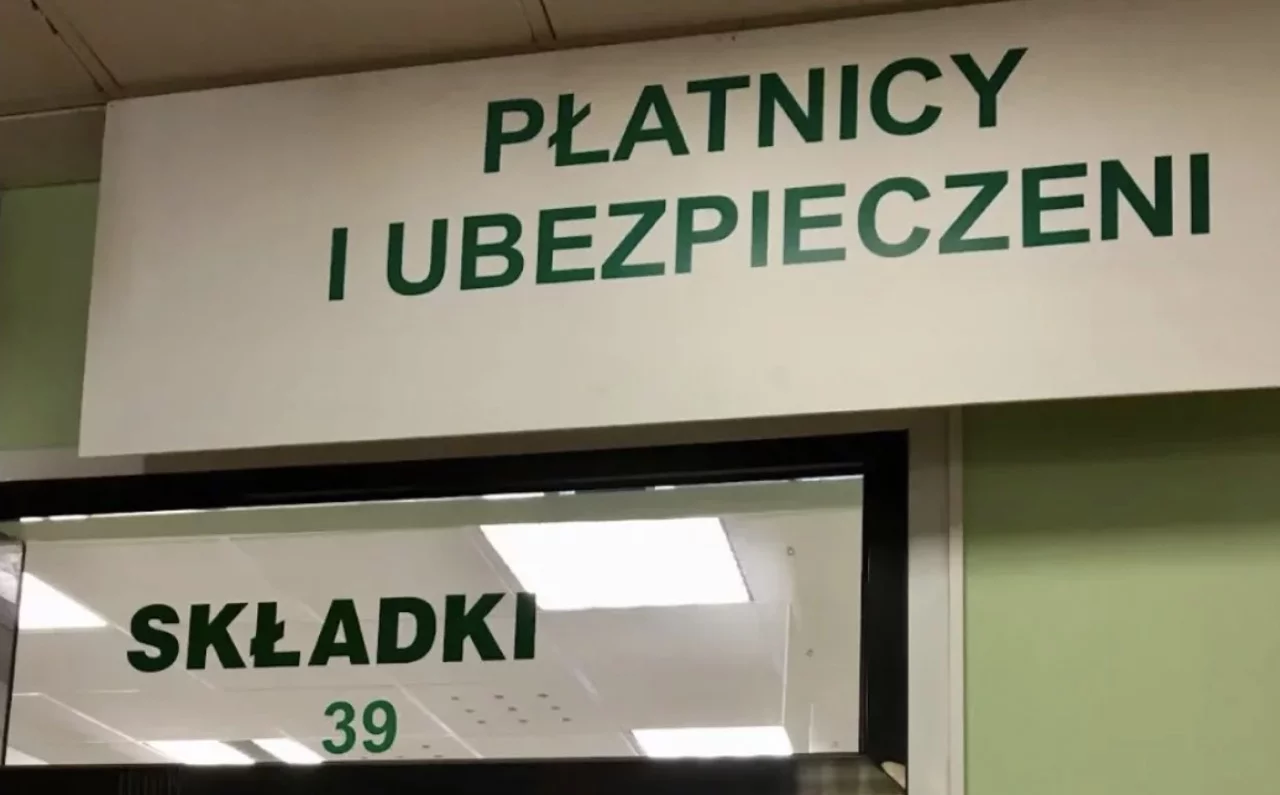 PŁATNICY
I UBEZPIECZENI
SKŁADKI
39